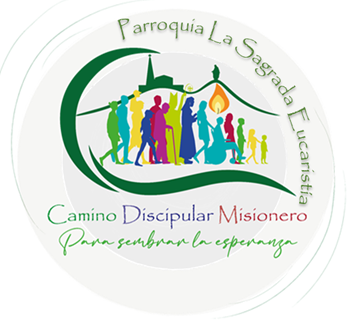 Parroquia La Sagrada Eucaristía
Camino Discipular Misionero
Para sembrar la esperanza